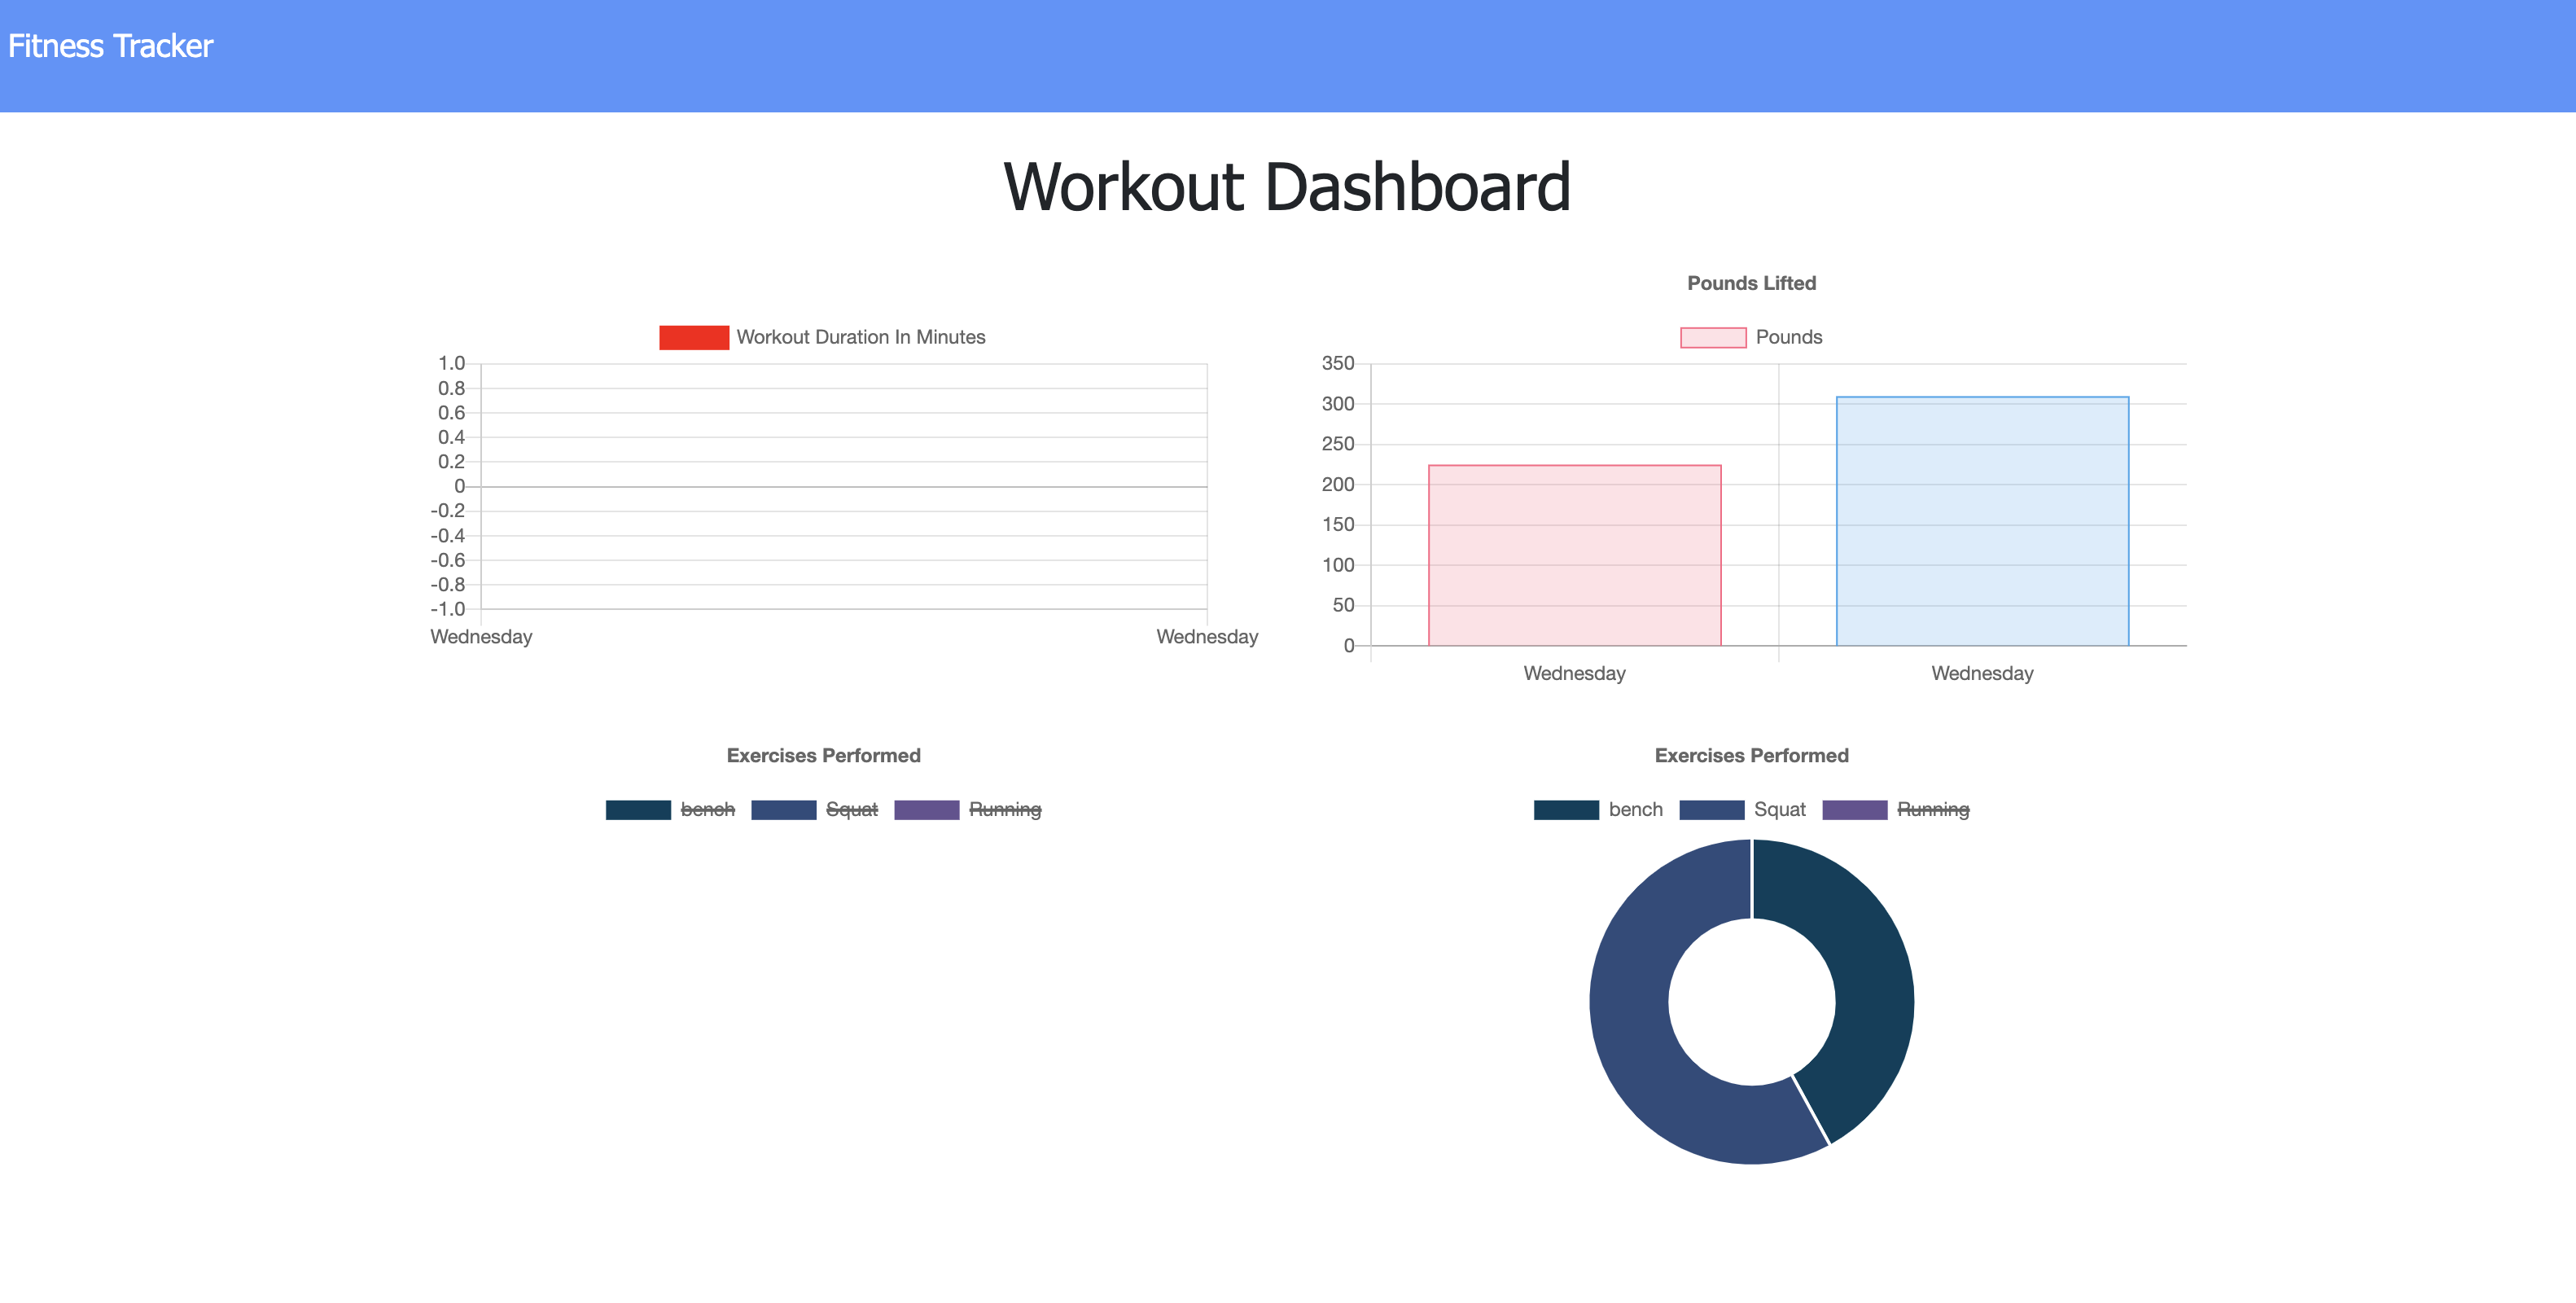 Fitness Tracker
Workout Dashboard
Workout Duration In Minutes
1.0
0.8
0.6
0.4
0.2
0
-0.2
-0.4
-0.6
-0.8
-1.0
Wednesday Wednesday
Pounds Lifted
Pounds
350
300
250
200
150
100
50
0
Wednesday Wednesday
Exercises Performed
bench Squat Running
Exercises Performed
bench Squat Running